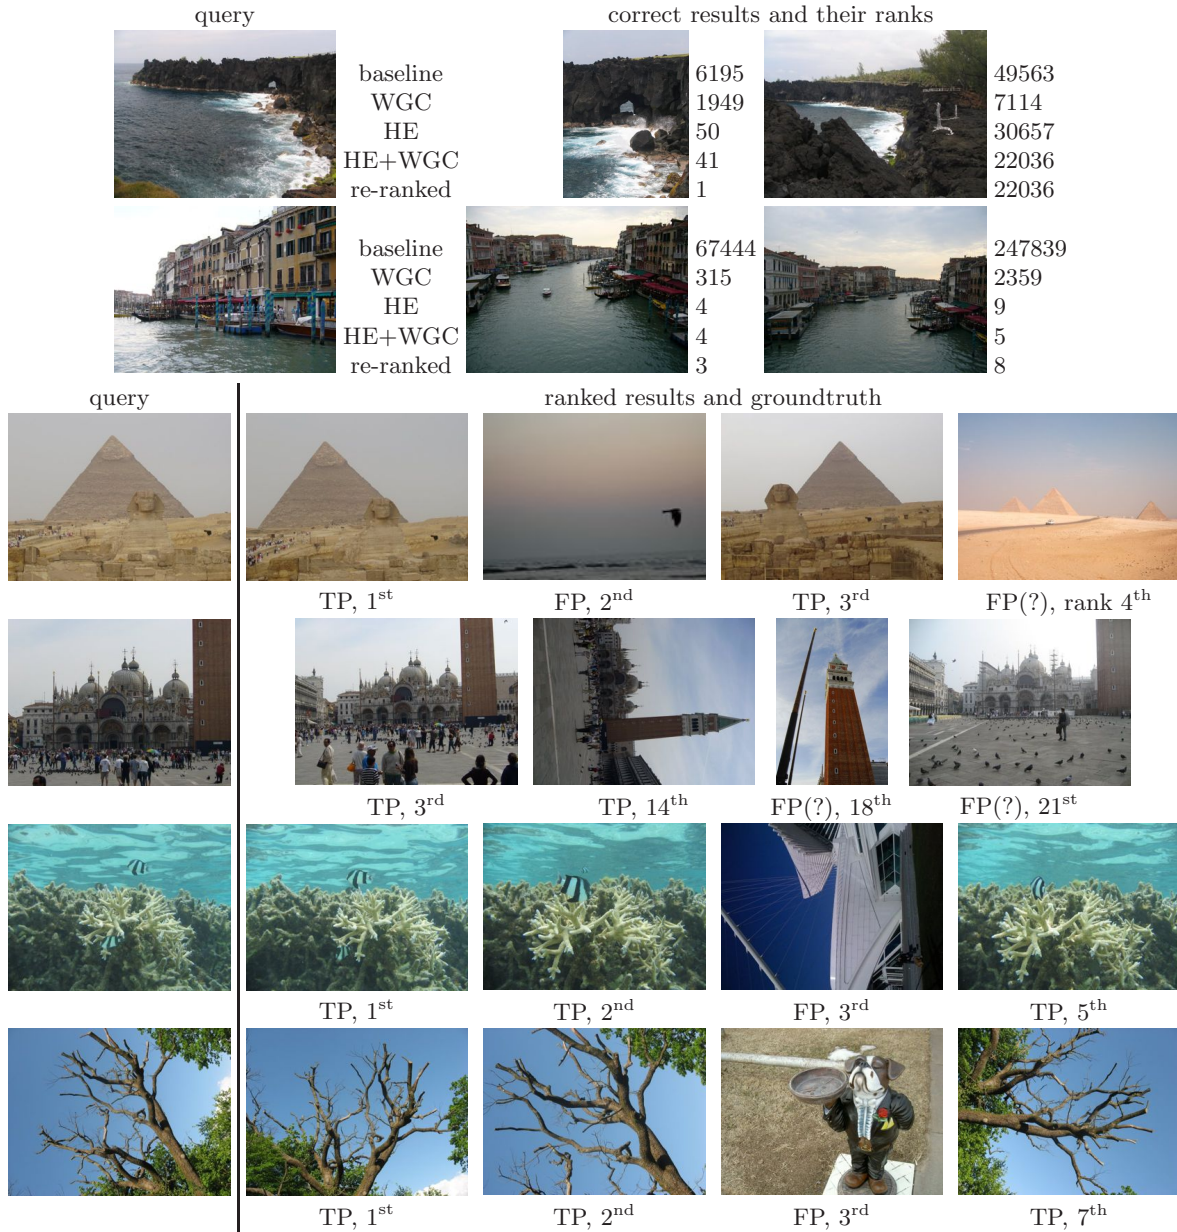 query correct results and their ranks
baseline 6195 49563
WGC 1949 7114
HE 50 30657
HE+WGC 41 22036
re-ranked 1 22036
baseline 67444 247839
WGC 315 2359
HE 4 9
HE+WGC 4 5
re-ranked 3 8
query ranked results and groundtruth
TP, 1st FP, 2nd TP, 3rd FP(?), rank 4th
TP, 3rd TP, 14th FP(?), 18th FP(?), 21st
TP, 1st TP, 2nd FP, 3rd TP, 5th
TP, 1st TP, 2nd FP, 3rd TP, 7th